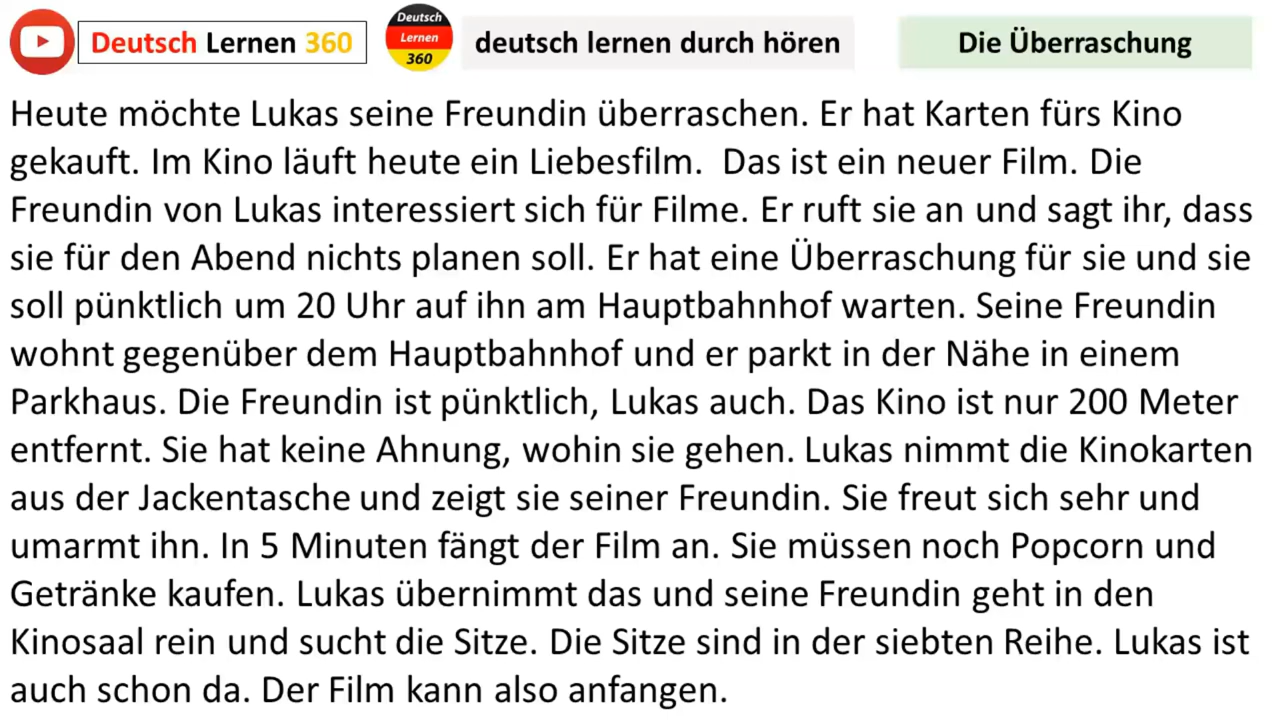 Deutsch Lernen 360
Deutsch
Lernen
360
deutsch lernen durch hören
Die Überraschung
Heute möchte Lukas seine Freundin überraschen. Er hat Karten fürs Kino
gekauft. Im Kino läuft heute ein Liebesfilm.  Das ist ein neuer Film. Die
Freundin von Lukas interessiert sich für Filme. Er ruft sie an und sagt ihr, dass
sie für den Abend nichts planen soll. Er hat eine Überraschung für sie und sie
soll pünktlich um 20 Uhr auf ihn am Hauptbahnhof warten. Seine Freundin
wohnt gegenüber dem Hauptbahnhof und er parkt in der Nähe in einem
Parkhaus. Die Freundin ist pünktlich, Lukas auch. Das Kino ist nur 200 Meter
entfernt. Sie hat keine Ahnung, wohin sie gehen. Lukas nimmt die Kinokarten
aus der Jackentasche und zeigt sie seiner Freundin. Sie freut sich sehr und
umarmt ihn. In 5 Minuten fängt der Film an. Sie müssen noch Popcorn und
Getränke kaufen. Lukas übernimmt das und seine Freundin geht in den
Kinosaal rein und sucht die Sitze. Die Sitze sind in der siebten Reihe. Lukas ist
auch schon da. Der Film kann also anfangen.